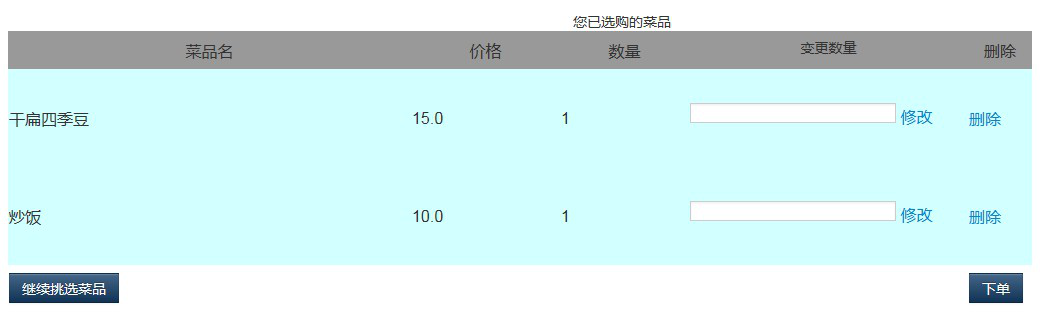 您已选购的菜品
菜品名 价格 数量 变更数量 删除
干扁四季豆 15.0 1 修改 删除
炒饭 10.0 1 修改 删除
继续挑选菜品 下单